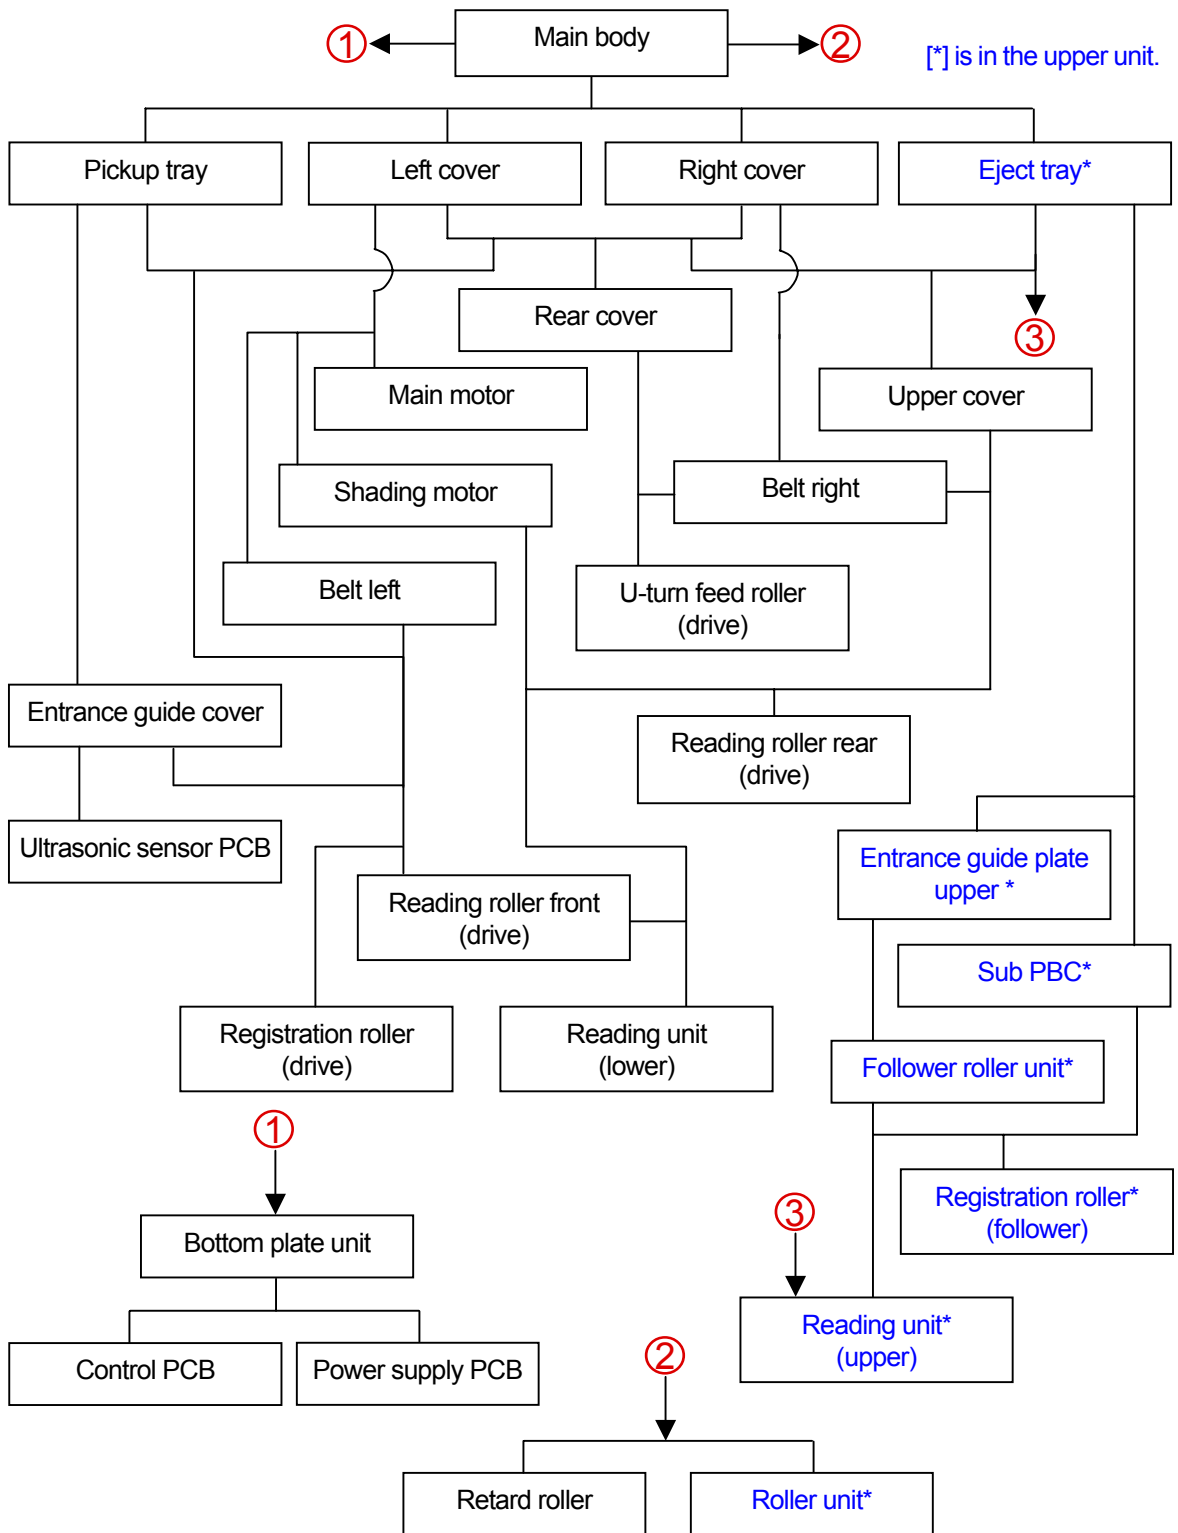 ① Main body ②
[*] is in the upper unit.
Pickup tray
Left cover
Right cover
Eject tray*
Rear cover
③
Main motor
Upper cover
Shading motor
Belt right
Belt left
U-turn feed roller
(drive)
Entrance guide cover
Reading roller rear
(drive)
Ultrasonic sensor PCB
Entrance guide plate
upper *
Reading roller front
(drive)
Sub PBC*
Registration roller
(drive)
Reading unit
(lower)
Follower roller unit*
①
Registration roller*
(follower)
③
Bottom plate unit
Reading unit*
(upper)
Control PCB
Power supply PCB
②
Retard roller
Roller unit*